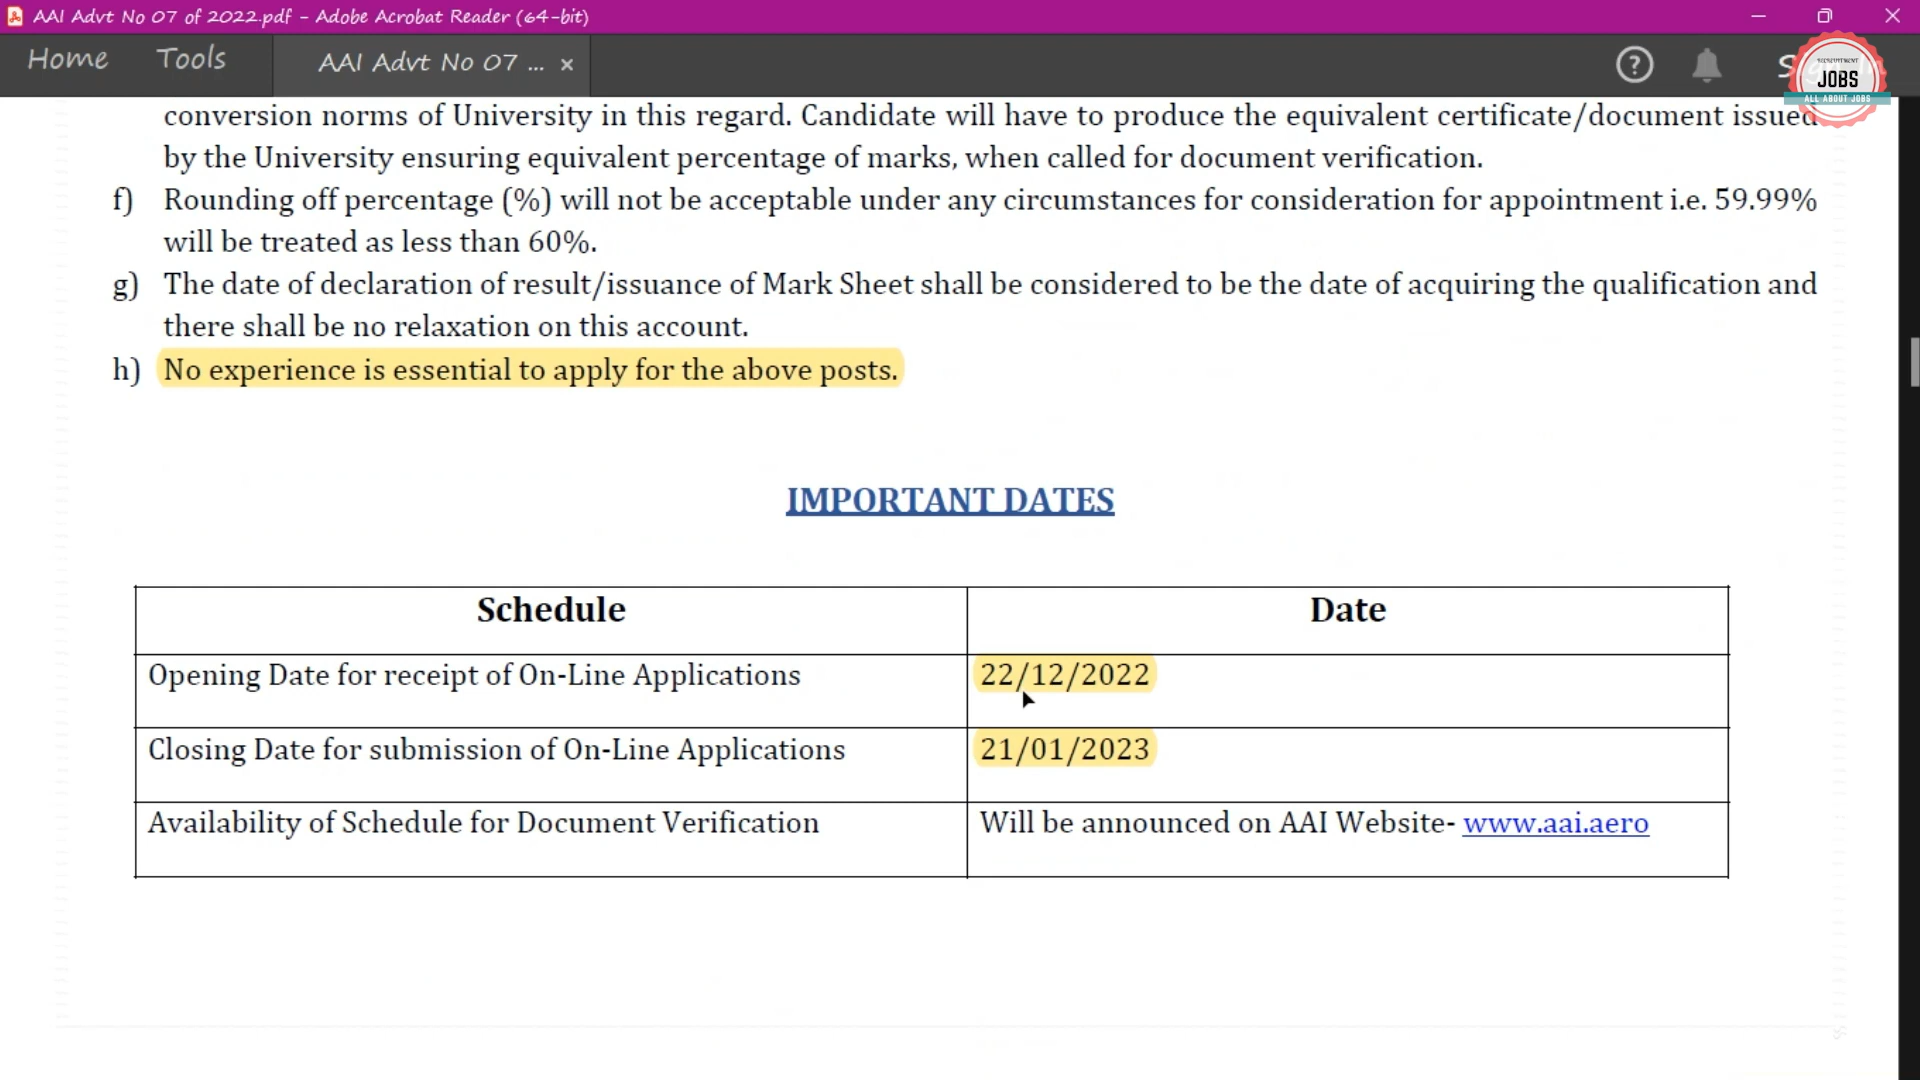 AAI Advt No 07 of 2022.pdf - Adobe Acrobat Reader (64-bit)
Home Tools AAI Advt No 07 ... ×
RECRUITMENT
JOBS
ALL ABOUT JOBS
conversion norms of University in this regard. Candidate will have to produce the equivalent certificate/document issued
by the University ensuring equivalent percentage of marks, when called for document verification.
f) Rounding off percentage (%) will not be acceptable under any circumstances for consideration for appointment i.e. 59.99%
will be treated as less than 60%.
g) The date of declaration of result/issuance of Mark Sheet shall be considered to be the date of acquiring the qualification and
there shall be no relaxation on this account.
h) No experience is essential to apply for the above posts.
IMPORTANT DATES
Schedule Date
Opening Date for receipt of On-Line Applications 22/12/2022
Closing Date for submission of On-Line Applications 21/01/2023
Availability of Schedule for Document Verification Will be announced on AAI Website- www.aai.aero